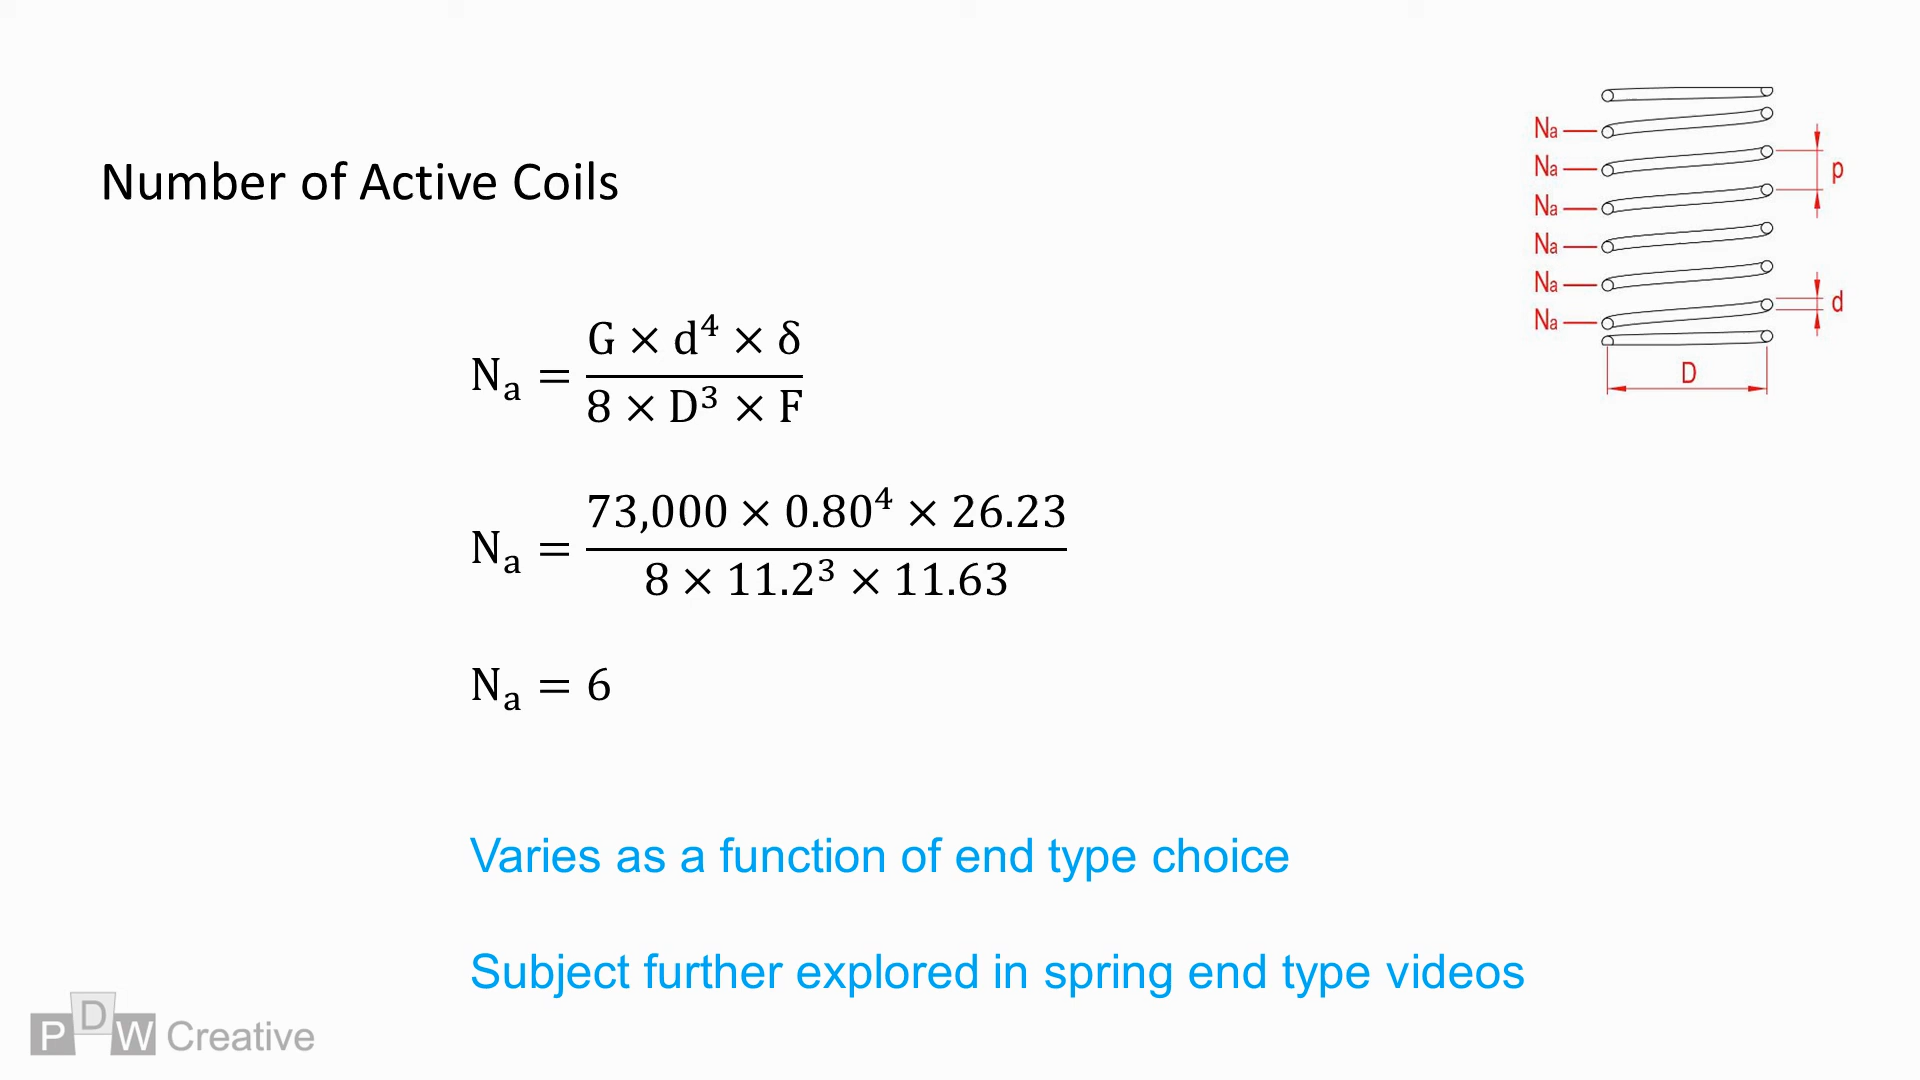 Number of Active Coils
Nₐ = (G × d⁴ × δ) / (8 × D³ × F)
Nₐ = (73,000 × 0.80⁴ × 26.23) / (8 × 11.2³ × 11.63)
Nₐ = 6
Varies as a function of end type choice
Subject further explored in spring end type videos
Na
Na
Na
Na
Na
Na
p
d
D
PDW Creative